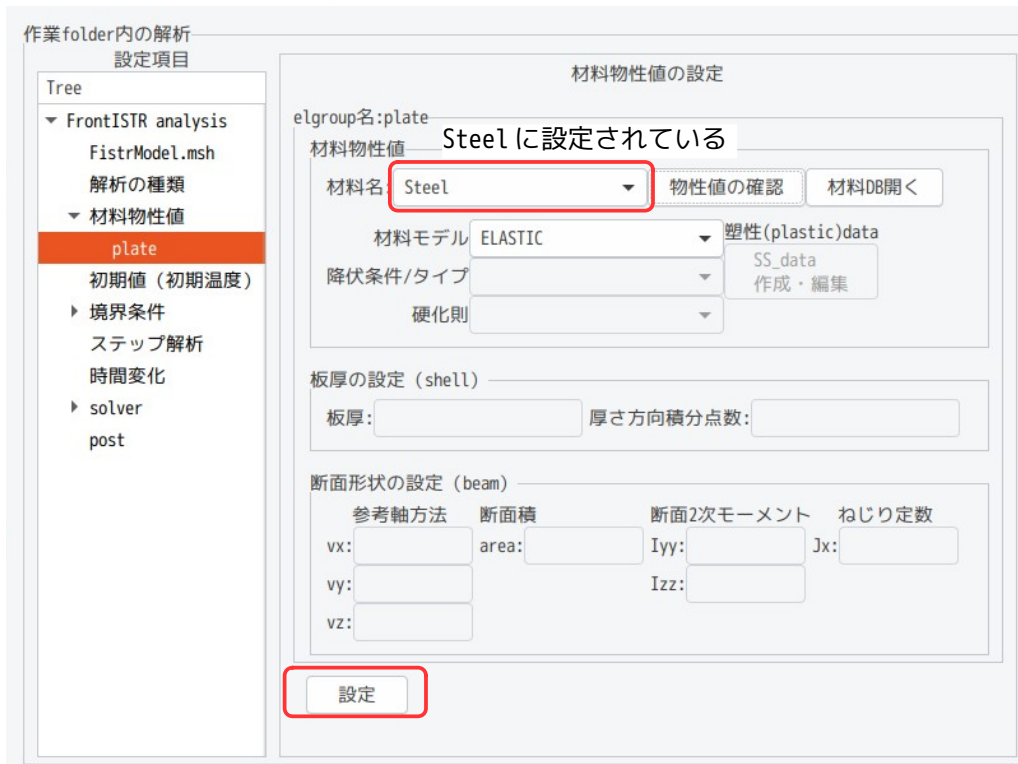 作業folder内の解析
設定項目
Tree
FrontISTR analysis
FistrModel.msh
解析の種類
材料物性値
plate
初期値（初期温度）
境界条件
ステップ解析
時間変化
solver
post
材料物性値の設定
elgroup名:plate
Steelに設定されている
材料物性値
材料名: Steel 物性値の確認 材料DB開く
材料モデル ELASTIC 塑性(plastic)data
降伏条件/タイプ SS_data
作成・編集
硬化則
板厚の設定（shell）
板厚: 厚さ方向積分点数:
断面形状の設定（beam）
参考軸方法 断面積 断面2次モーメント ねじり定数
vx: area: Iyy: Jx:
vy: Izz:
vz:
設定